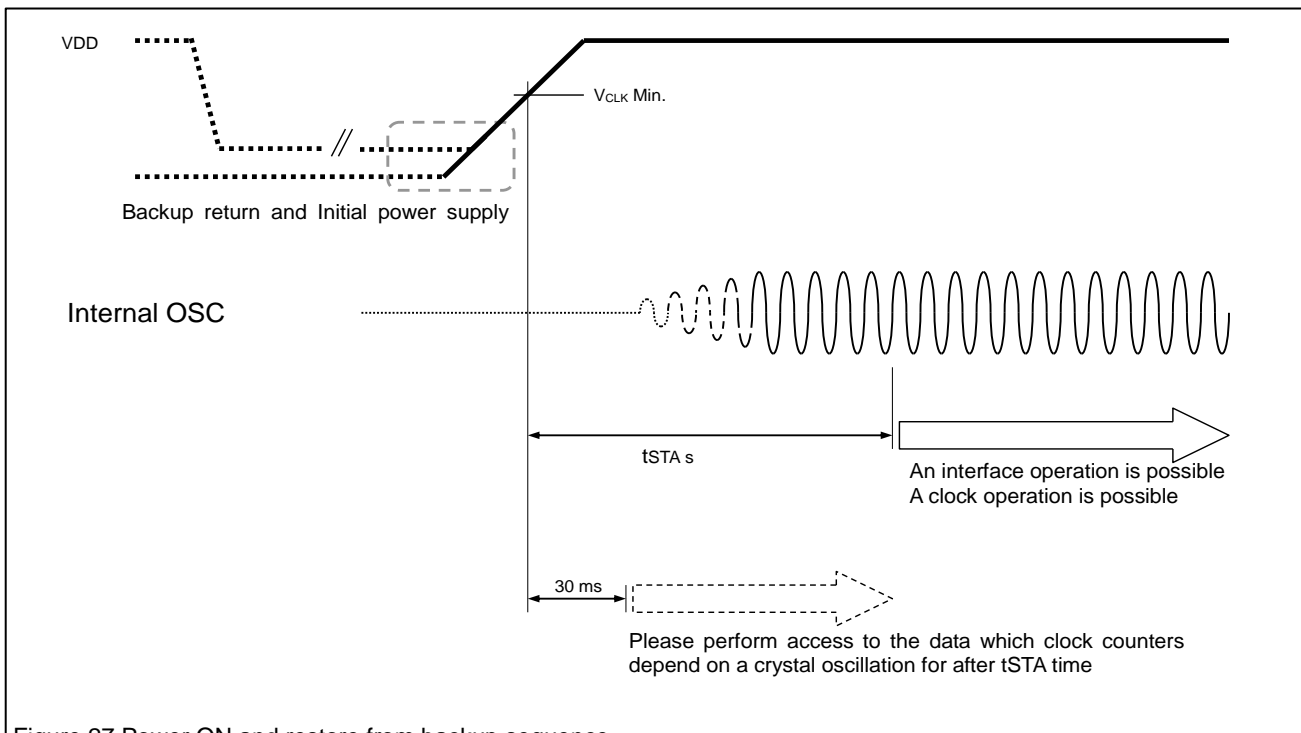 VDD
VCLK Min.
Backup return and Initial power supply
Internal OSC
tSTA s
An interface operation is possible
A clock operation is possible
30 ms
Please perform access to the data which clock counters
depend on a crystal oscillation for after tSTA time
Power ON and restore from backup sequence